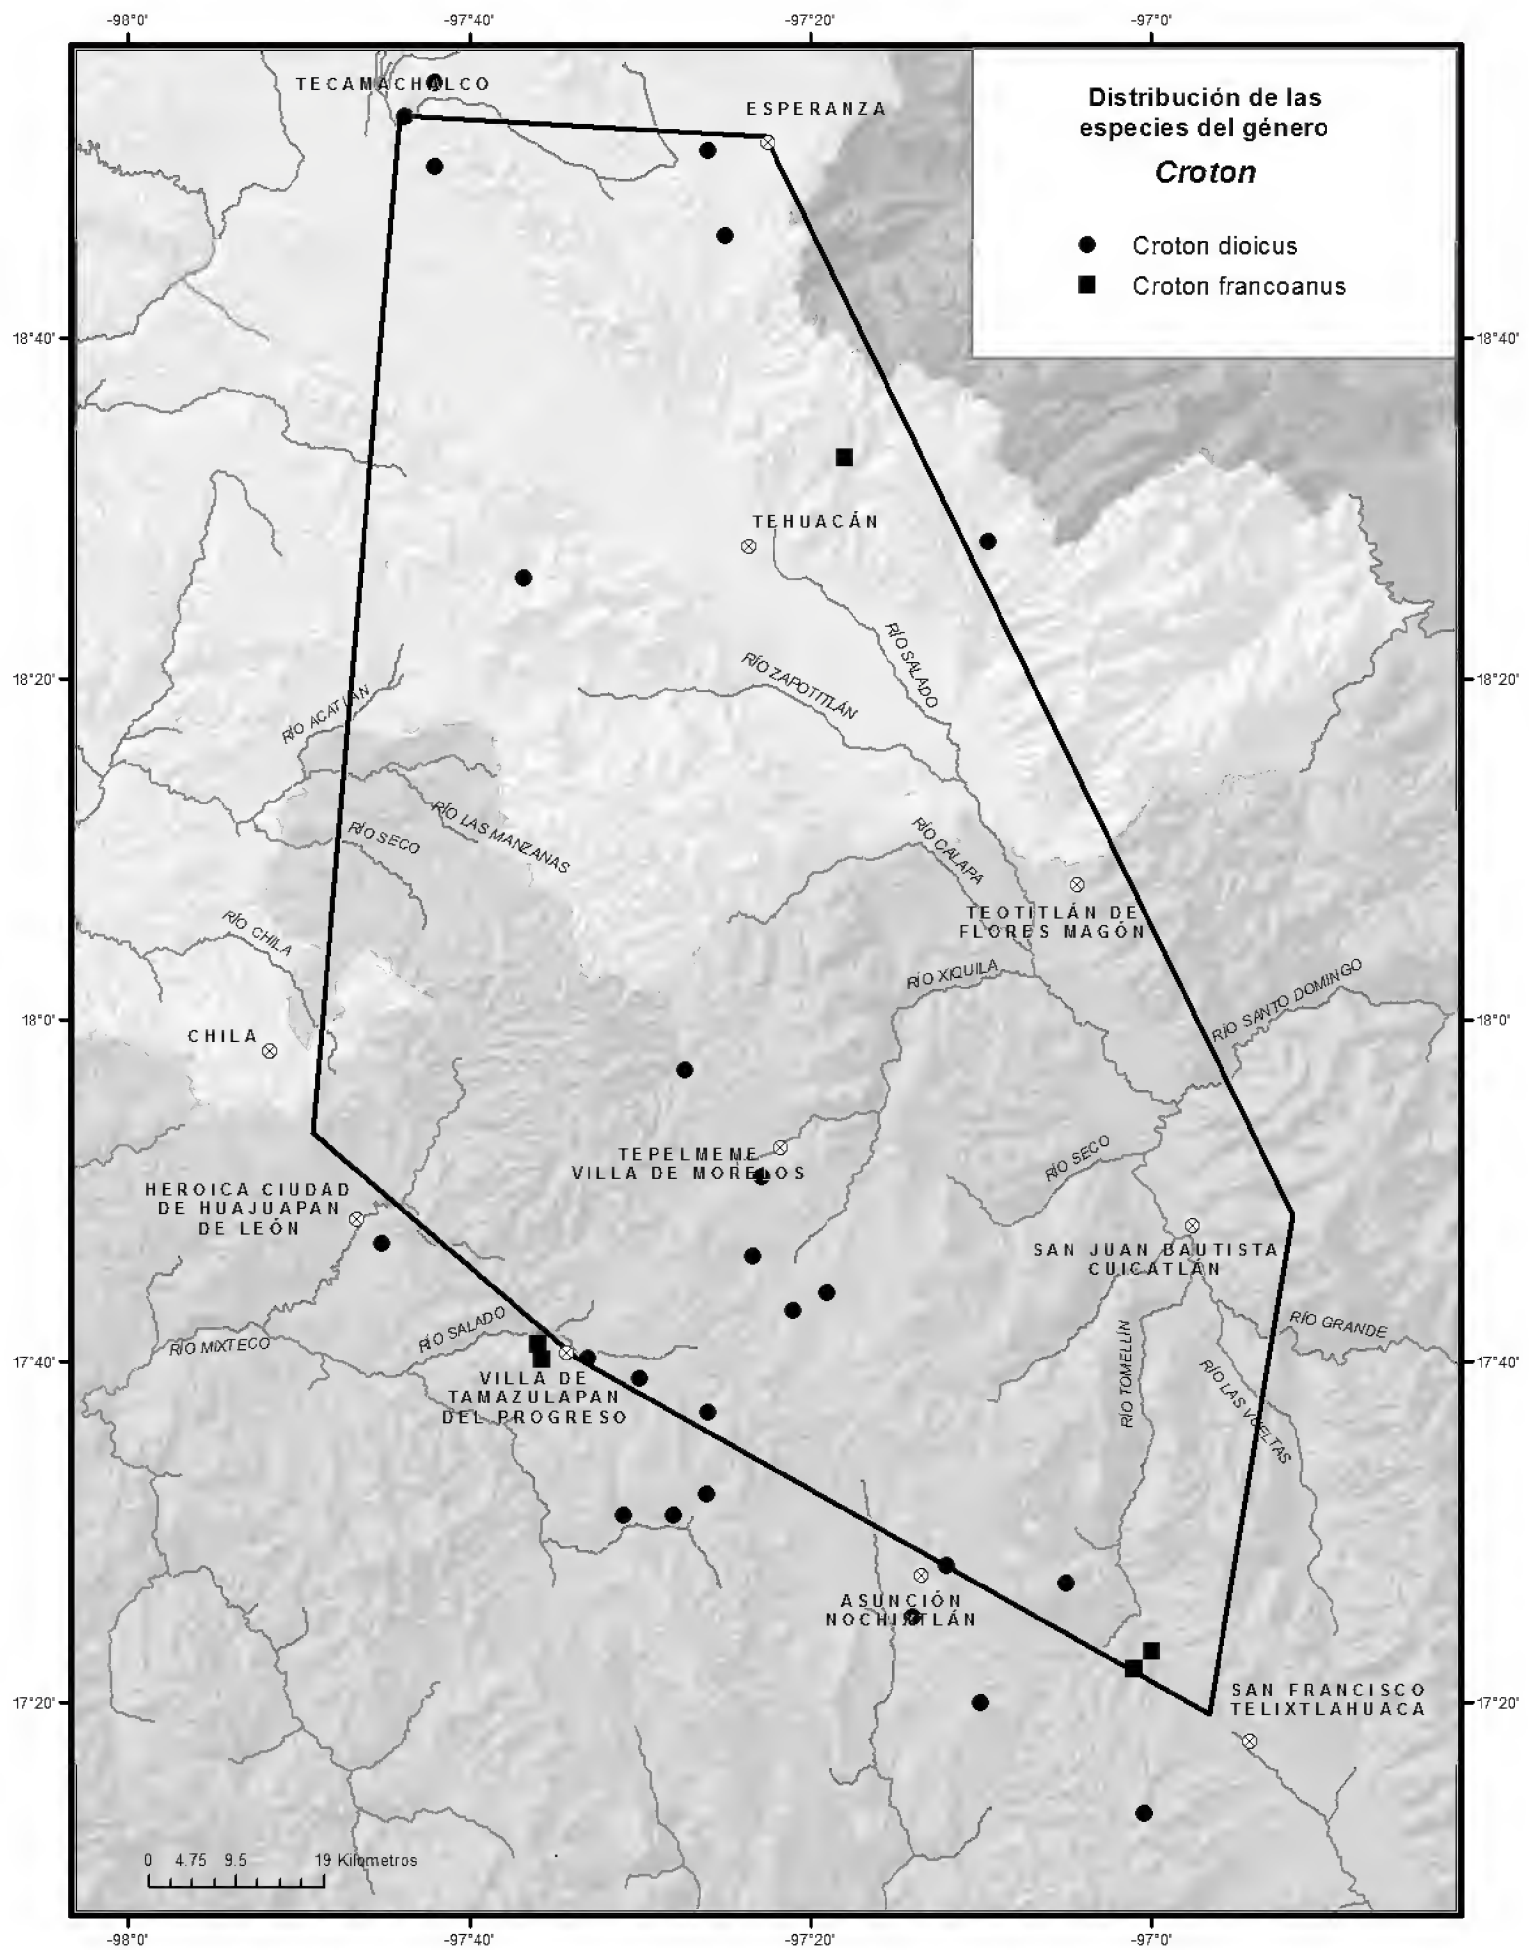 -98°0'
-97°40'
-97°20'
-97°0'
TECAMACHALCO
ESPERANZA
Distribución de las
especies del género
Croton
Croton dioicus
Croton francoanus
18°40'
18°40'
TEHUACÁN
RÍO SALADO
RÍO ZAPOTITLÁN
18°20'
18°20'
RÍO ACATLÁN
RÍO LAS MANZANAS
RÍO SECO
RÍO CALAPA
TEOTITLÁN DE
FLORES MAGÓN
RÍO CHILA
RÍO XIQUILA
RÍO SANTO DOMINGO
18°0'
18°0'
CHILA
TEPELMEME
VILLA DE MORELOS
RÍO SECO
HEROICA CIUDAD
DE HUAJUAPAN
DE LEÓN
SAN JUAN BAUTISTA
CUICATLÁN
RÍO SALADO
RÍO MIXTECO
RÍO GRANDE
RÍO TOMELLÍN
RÍO LAS VUELTAS
17°40'
17°40'
VILLA DE
TAMAZULAPAN
DEL PROGRESO
ASUNCIÓN
NOCHIXTLÁN
SAN FRANCISCO
TELIXTLAHUACA
17°20'
17°20'
0 4.75 9.5 19 Kilometros
-98°0'
-97°40'
-97°20'
-97°0'